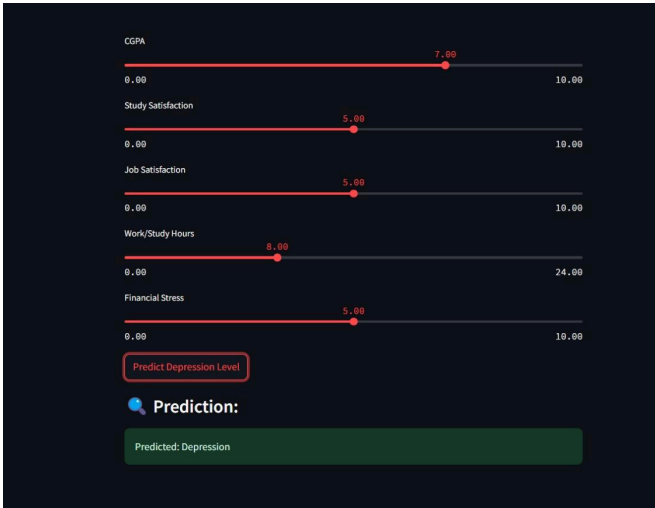 CGPA
7.00
0.00 10.00
Study Satisfaction
5.00
0.00 10.00
Job Satisfaction
5.00
0.00 10.00
Work/Study Hours
8.00
0.00 24.00
Financial Stress
5.00
0.00 10.00
Predict Depression Level
Prediction:
Predicted: Depression